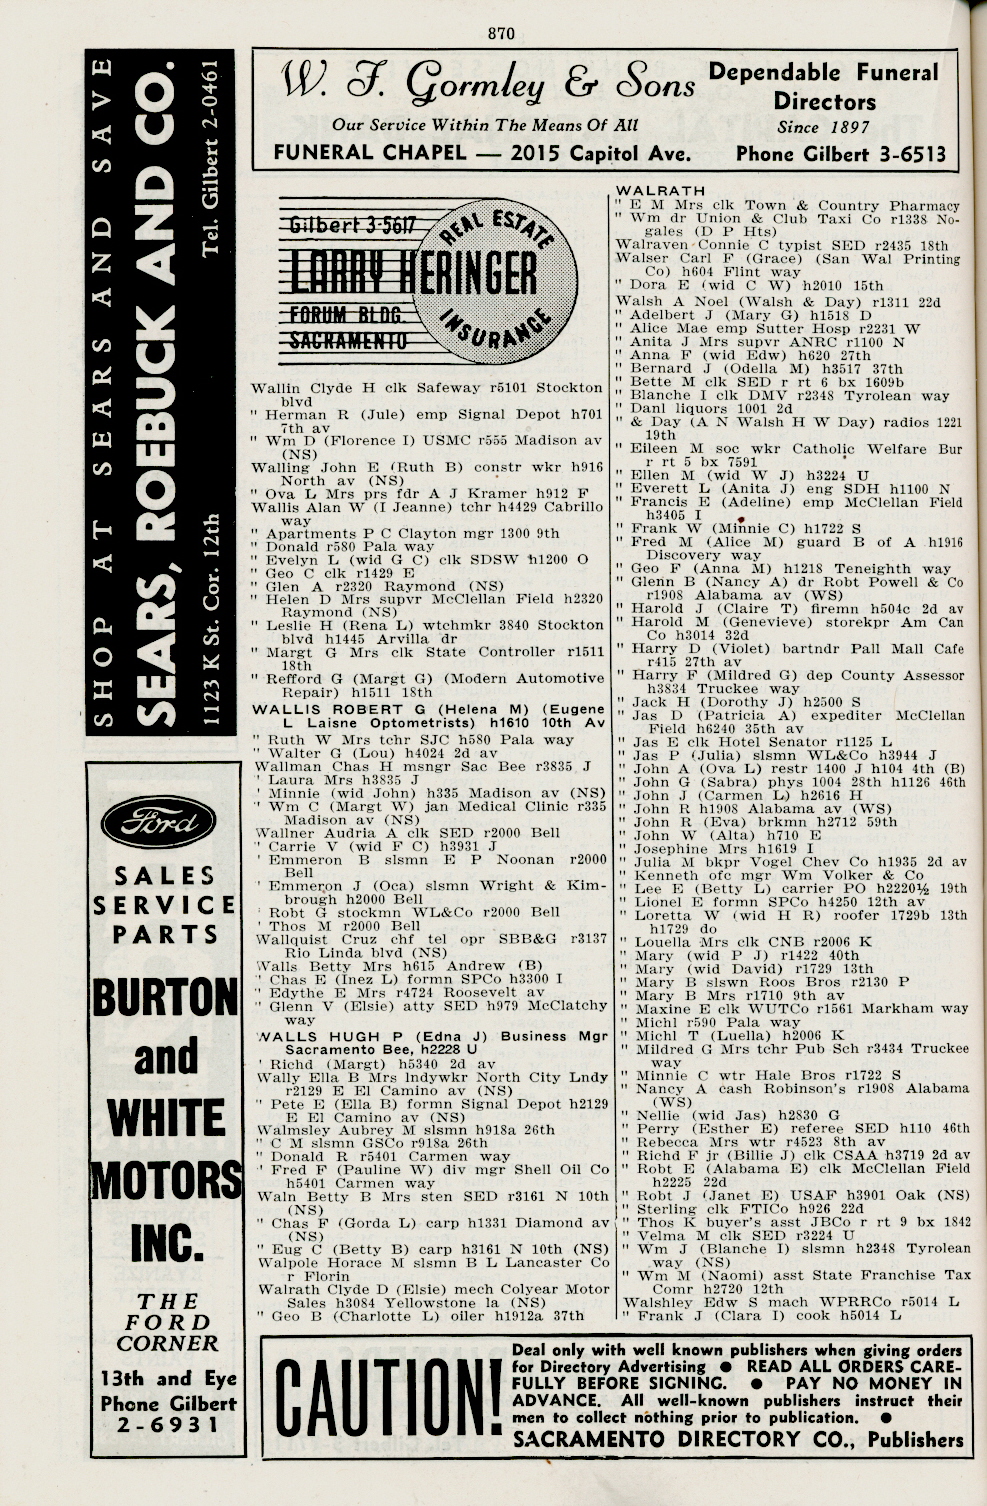 870
SHOP AT SEARS AND SAVE
SEARS, ROEBUCK AND CO.
1123 K St. Cor. 12th Tel. Gilbert 2-0461
W. F. Gormley & Sons
Our Service Within The Means Of All
FUNERAL CHAPEL — 2015 Capitol Ave.
Dependable Funeral
Directors
Since 1897
Phone Gilbert 3-6513
Gilbert 3-5617
LARRY HERINGER
FORUM BLDG.
SACRAMENTO
REAL ESTATE
INSURANCE
Wallin Clyde H clk Safeway r5101 Stockton
blvd
" Herman R (Jule) emp Signal Depot h701
7th av
" Wm D (Florence I) USMC r555 Madison av
(NS)
Walling John E (Ruth B) constr wkr h916
North av (NS)
" Ova L Mrs prs fdr A J Kramer h912 F
Wallis Alan W (I Jeanne) tchr h4429 Cabrillo
way
" Apartments P C Clayton mgr 1300 9th
" Donald r580 Pala way
" Evelyn L (wid G C) clk SDSW h1200 O
" Geo C clk r1429 E
" Glen A r2320 Raymond (NS)
" Helen D Mrs supvr McClellan Field h2320
Raymond (NS)
" Leslie H (Rena L) wtchmkr 3840 Stockton
blvd h1445 Arvilla dr
" Margt G Mrs clk State Controller r1511
18th
" Refford G (Margt G) (Modern Automotive
Repair) h1511 18th
WALLIS ROBERT G (Helena M) (Eugene
L Laisne Optometrists) h1610 10th Av
" Ruth W Mrs tchr SJC h580 Pala way
" Walter G (Lou) h4024 2d av
Wallman Chas H msngr Sac Bee r3835 J
' Laura Mrs h3835 J
' Minnie (wid John) h335 Madison av (NS)
" Wm C (Margt W) jan Medical Clinic r335
Madison av (NS)
Wallner Audria A clk SED r2000 Bell
" Carrie V (wid F C) h3931 J
' Emmeron B slsmn E P Noonan r2000
Bell
' Emmeron J (Oca) slsmn Wright & Kim-
brough h2000 Bell
' Robt G stockmn WL&Co r2000 Bell
' Thos M r2000 Bell
Wallquist Cruz chf tel opr SBB&G r3137
Rio Linda blvd (NS)
Walls Betty Mrs h615 Andrew (B)
" Chas E (Inez L) formn SPCo h3300 I
" Edythe E Mrs r4724 Roosevelt av
" Glenn V (Elsie) atty SED h979 McClatchy
way
WALLS HUGH P (Edna J) Business Mgr
Sacramento Bee, h2228 U
' Richd (Margt) h5340 2d av
Wally Ella B Mrs lndywkr North City Lndy
r2129 E El Camino av (NS)
" Pete E (Ella B) formn Signal Depot h2129
E El Camino av (NS)
Walmsley Aubrey M slsmn h918a 26th
" C M slsmn GSCo r918a 26th
" Donald R r5401 Carmen way
' Fred F (Pauline W) div mgr Shell Oil Co
h5401 Carmen way
Waln Betty B Mrs sten SED r3161 N 10th
(NS)
" Chas F (Gorda L) carp h1331 Diamond av
(NS)
" Eug C (Betty B) carp h3161 N 10th (NS)
Walpole Horace M slsmn B L Lancaster Co
r Florin
Walrath Clyde D (Elsie) mech Colyear Motor
Sales h3084 Yellowstone la (NS)
" Geo B (Charlotte L) oiler h1912a 37th
WALRATH
" E M Mrs clk Town & Country Pharmacy
" Wm dr Union & Club Taxi Co r1338 No-
gales (D P Hts)
Walraven Connie C typist SED r2435 18th
Walser Carl F (Grace) (San Wal Printing
Co) h604 Flint way
" Dora E (wid C W) h2010 15th
Walsh A Noel (Walsh & Day) r1311 22d
" Adelbert J (Mary G) h1518 D
" Alice Mae emp Sutter Hosp r2231 W
" Anita J Mrs supvr ANRC r1100 N
" Anna F (wid Edw) h620 27th
" Bernard J (Odella M) h3517 37th
" Bette M clk SED r rt 6 bx 1609b
" Blanche I clk DMV r2348 Tyrolean way
" Danl liquors 1001 2d
" & Day (A N Walsh H W Day) radios 1221
19th
" Eileen M soc wkr Catholic Welfare Bur
r rt 5 bx 7591
" Ellen M (wid W J) h3224 U
" Everett L (Anita J) eng SDH h1100 N
" Francis E (Adeline) emp McClellan Field
h3405 I
" Frank W (Minnie C) h1722 S
" Fred M (Alice M) guard B of A h1916
Discovery way
" Geo F (Anna M) h1218 Teneighth way
" Glenn B (Nancy A) dr Robt Powell & Co
r1908 Alabama av (WS)
" Harold J (Claire T) firemn h504c 2d av
" Harold M (Genevieve) storekpr Am Can
Co h3014 32d
" Harry D (Violet) bartndr Pall Mall Cafe
r415 27th av
" Harry F (Mildred G) dep County Assessor
h3834 Truckee way
" Jack H (Dorothy J) h2500 S
" Jas D (Patricia A) expediter McClellan
Field h6240 35th av
" Jas E clk Hotel Senator r1125 L
" Jas P (Julia) slsmn WL&Co h3944 J
" John A (Ova L) restr 1400 J h104 4th (B)
" John G (Sabra) phys 1004 28th h1126 46th
" John J (Carmen L) h2616 H
" John R h1908 Alabama av (WS)
" John R (Eva) brkmn h2712 59th
" John W (Alta) h710 E
" Josephine Mrs h1619 I
" Julia M bkpr Vogel Chev Co h1935 2d av
" Kenneth ofc mgr Wm Volker & Co
" Lee E (Betty L) carrier PO h2220½ 19th
" Lionel E formn SPCo h4250 12th av
" Loretta W (wid H R) roofer 1729b 13th
h1729 do
" Louella Mrs clk CNB r2006 K
" Mary (wid P J) r1422 40th
" Mary (wid David) r1729 13th
" Mary B slswn Roos Bros r2130 P
" Mary B Mrs r1710 9th av
" Maxine E clk WUTCo r1561 Markham way
" Michl r590 Pala way
" Michl T (Luella) h2006 K
" Mildred G Mrs tchr Pub Sch r3434 Truckee
way
" Minnie C wtr Hale Bros r1722 S
" Nancy A cash Robinson's r1908 Alabama
(WS)
" Nellie (wid Jas) h2830 G
" Perry (Esther E) referee SED h110 46th
" Rebecca Mrs wtr r4523 8th av
" Richd F jr (Billie J) clk CSAA h3719 2d av
" Robt E (Alabama E) clk McClellan Field
h2225 22d
" Robt J (Janet E) USAF h3901 Oak (NS)
" Sterling clk FTICo h926 22d
" Thos K buyer's asst JBCo r rt 9 bx 1842
" Velma M clk SED r3224 U
" Wm J (Blanche I) slsmn h2348 Tyrolean
way (NS)
" Wm M (Naomi) asst State Franchise Tax
Comr h2720 12th
Walshley Edw S mach WPRRCo r5014 L
" Frank J (Clara I) cook h5014 L
Ford
SALES
SERVICE
PARTS
BURTON
and
WHITE
MOTORS
INC.
THE
FORD
CORNER
13th and Eye
Phone Gilbert
2-6931
CAUTION!
Deal only with well known publishers when giving orders
for Directory Advertising ● READ ALL ORDERS CARE-
FULLY BEFORE SIGNING. ● PAY NO MONEY IN
ADVANCE. All well-known publishers instruct their
men to collect nothing prior to publication. ●
SACRAMENTO DIRECTORY CO., Publishers